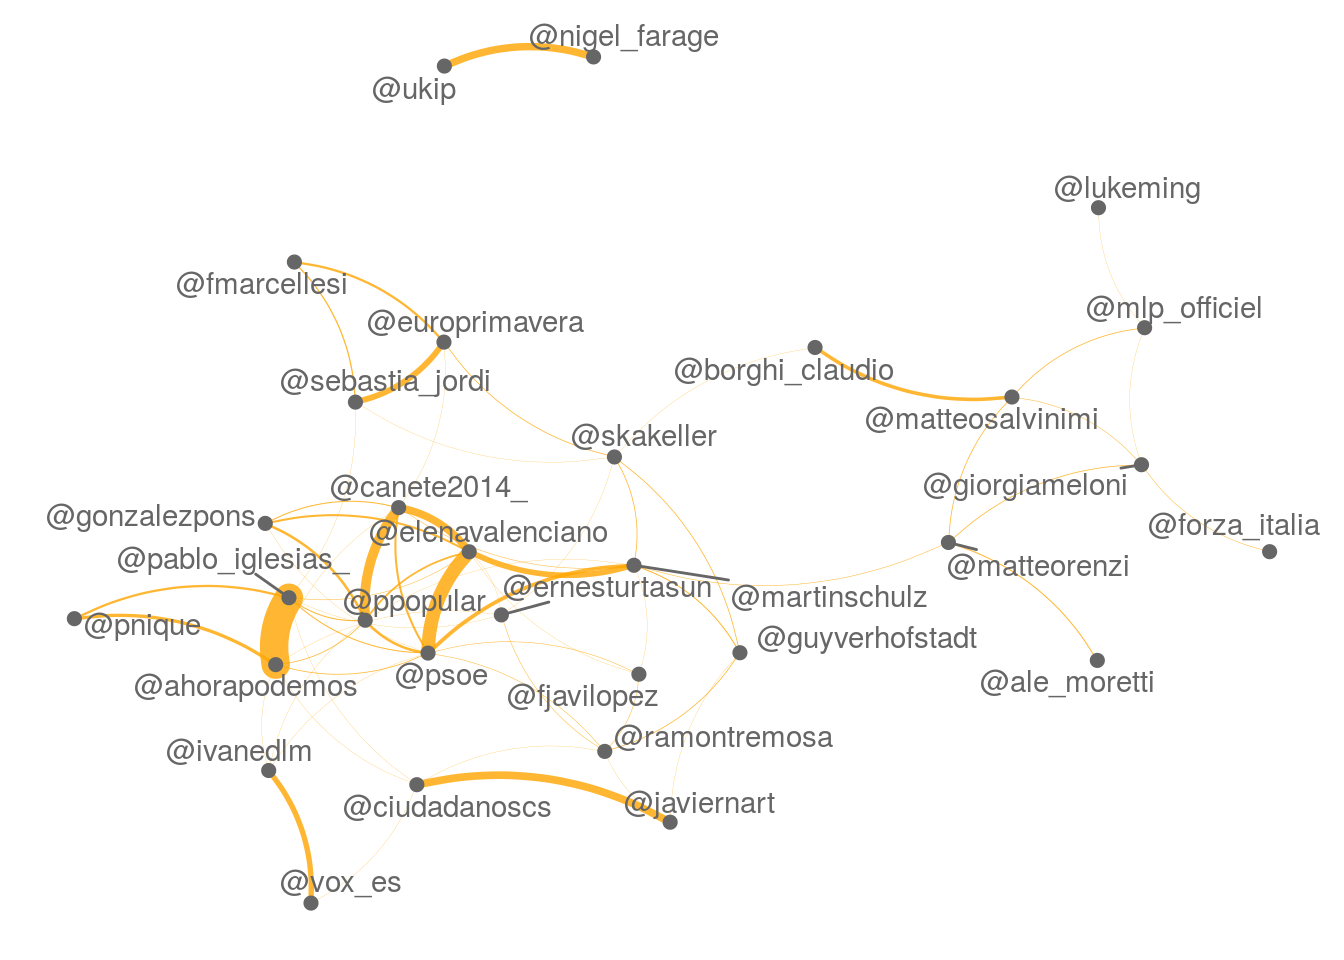 @nigel_farage
@ukip
@lukeming
@fmarcellesi
@mlp_officiel
@europrimavera
@borghi_claudio
@sebastia_jordi
@matteosalvinimi
@skakeller
@canete2014_
@giorgiameloni
@gonzalezpons
@forza_italia
@elenavalenciano
@pablo_iglesias_
@matteorenzi
@ernesturtasun
@martinschulz
@ppopular
@pnique
@guyverhofstadt
@psoe
@ale_moretti
@ahorapodemos
@fjavilopez
@ramontremosa
@ivanedlm
@javiernart
@ciudadanoscs
@vox_es